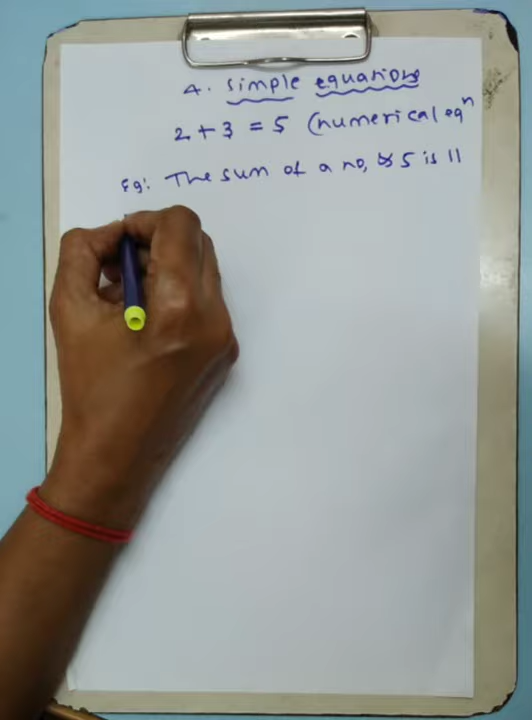 4. simple equations
2 + 3 = 5 (numerical eqn
Eg: The sum of a no, & 5 is 11